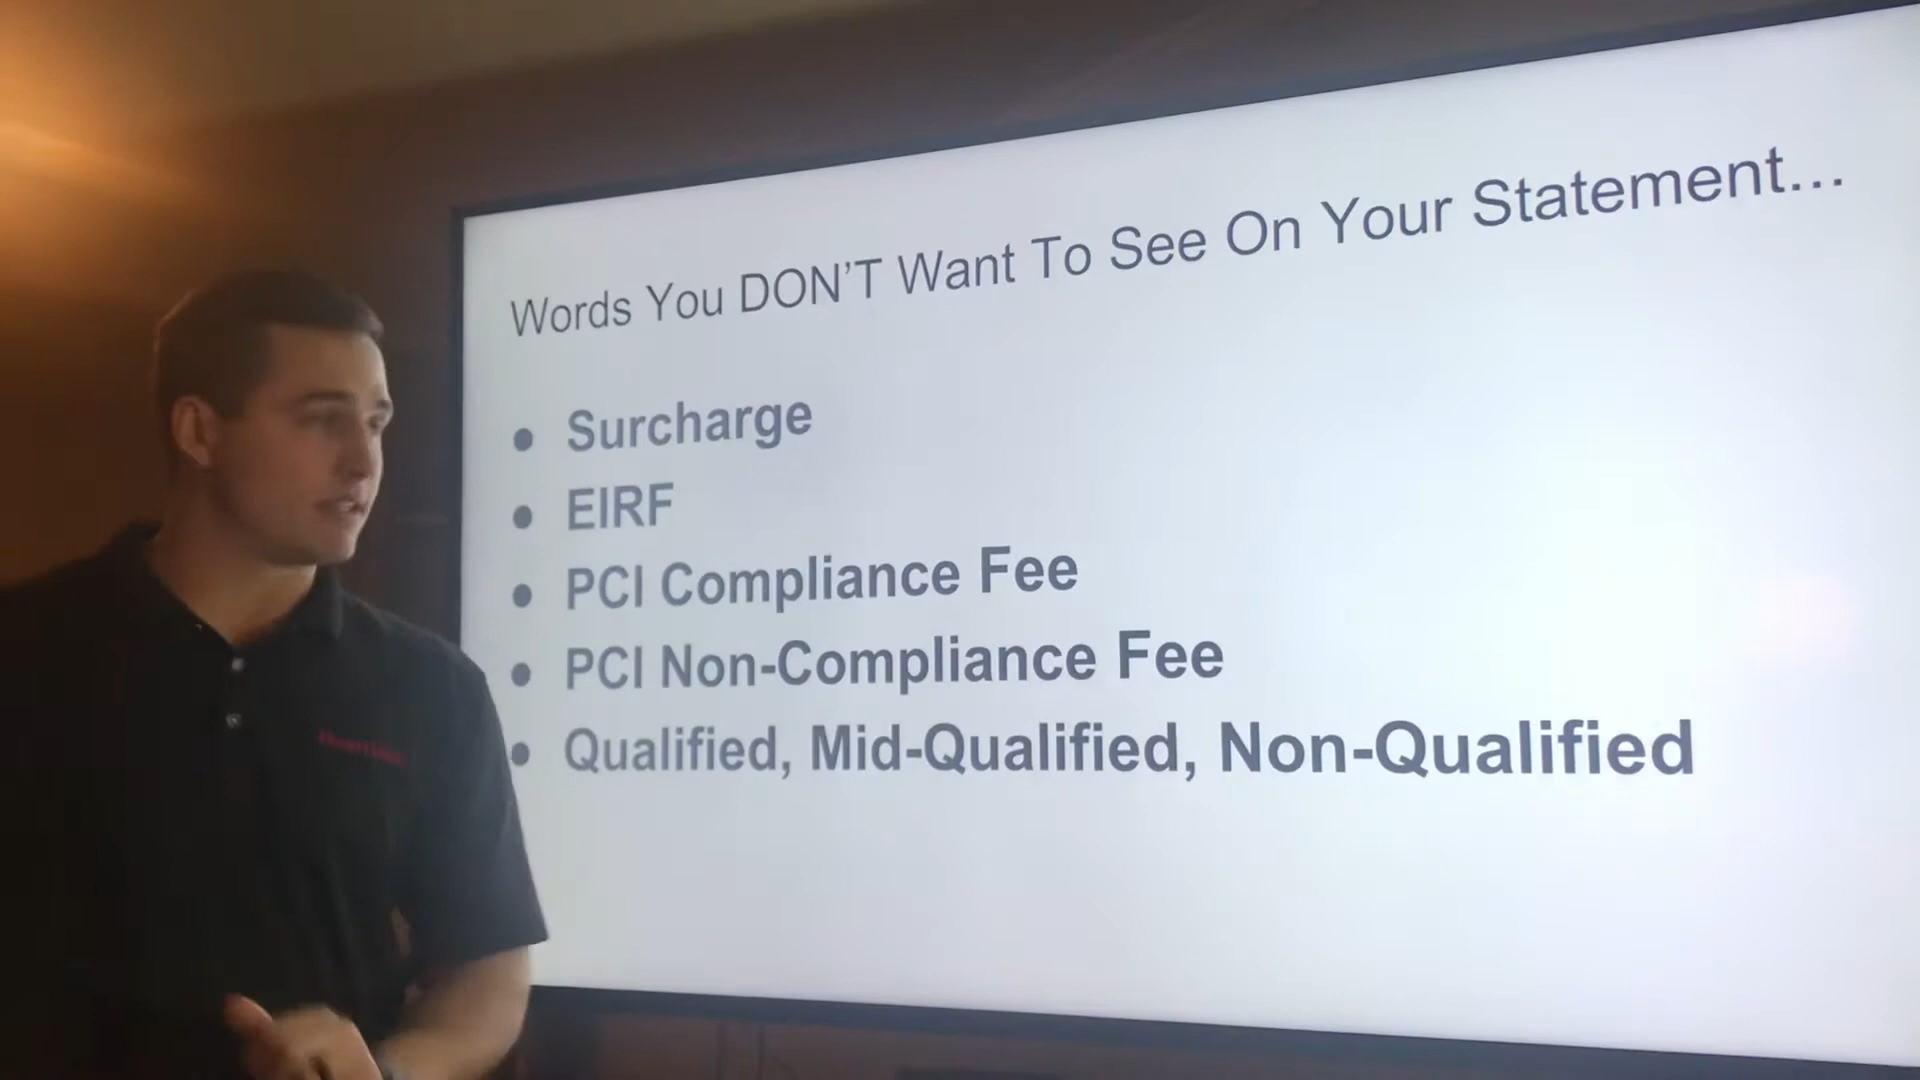 Words You DON'T Want To See On Your Statement...
• Surcharge
• EIRF
• PCI Compliance Fee
• PCI Non-Compliance Fee
• Qualified, Mid-Qualified, Non-Qualified